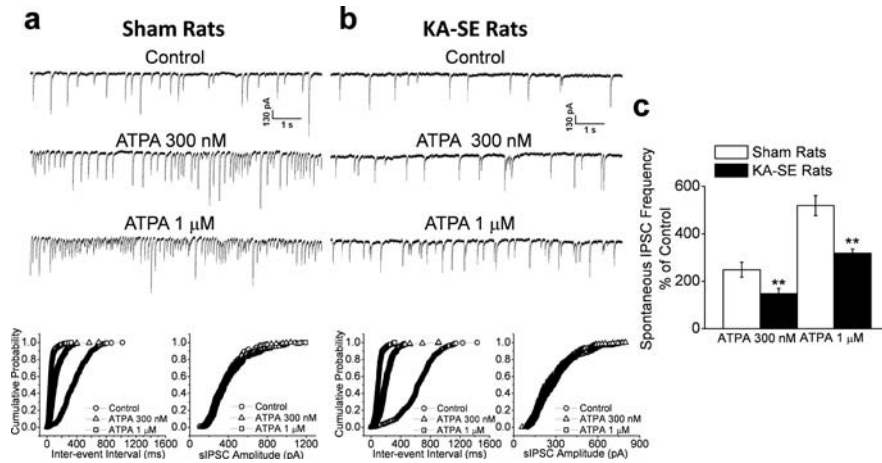 a
Sham Rats
b
KA-SE Rats
Control
Control
130 pA
1 s
130 pA
1 s
ATPA 300 nM
ATPA 300 nM
ATPA 1 μM
ATPA 1 μM
c
Sham Rats
KA-SE Rats
Spontaneous IPSC Frequency
% of Control
600
400
200
0
**
**
ATPA 300 nM ATPA 1 μM
Cumulative Probability
1.0
0.8
0.6
0.4
0.2
0.0
Control
ATPA 300 nM
ATPA 1 μM
0 400 800 1200 1600
Inter-event Interval (ms)
1.0
0.8
0.6
0.4
0.2
0.0
Control
ATPA 300 nM
ATPA 1 μM
0 400 800 1200
sIPSC Amplitude (pA)
Cumulative Probability
1.0
0.8
0.6
0.4
0.2
0.0
Control
ATPA 300 nM
ATPA 1 μM
0 400 800 1200 1600
Inter-event Interval (ms)
1.0
0.8
0.6
0.4
0.2
0.0
Control
ATPA 300 nM
ATPA 1 μM
0 300 600 900
sIPSC Amplitude (pA)